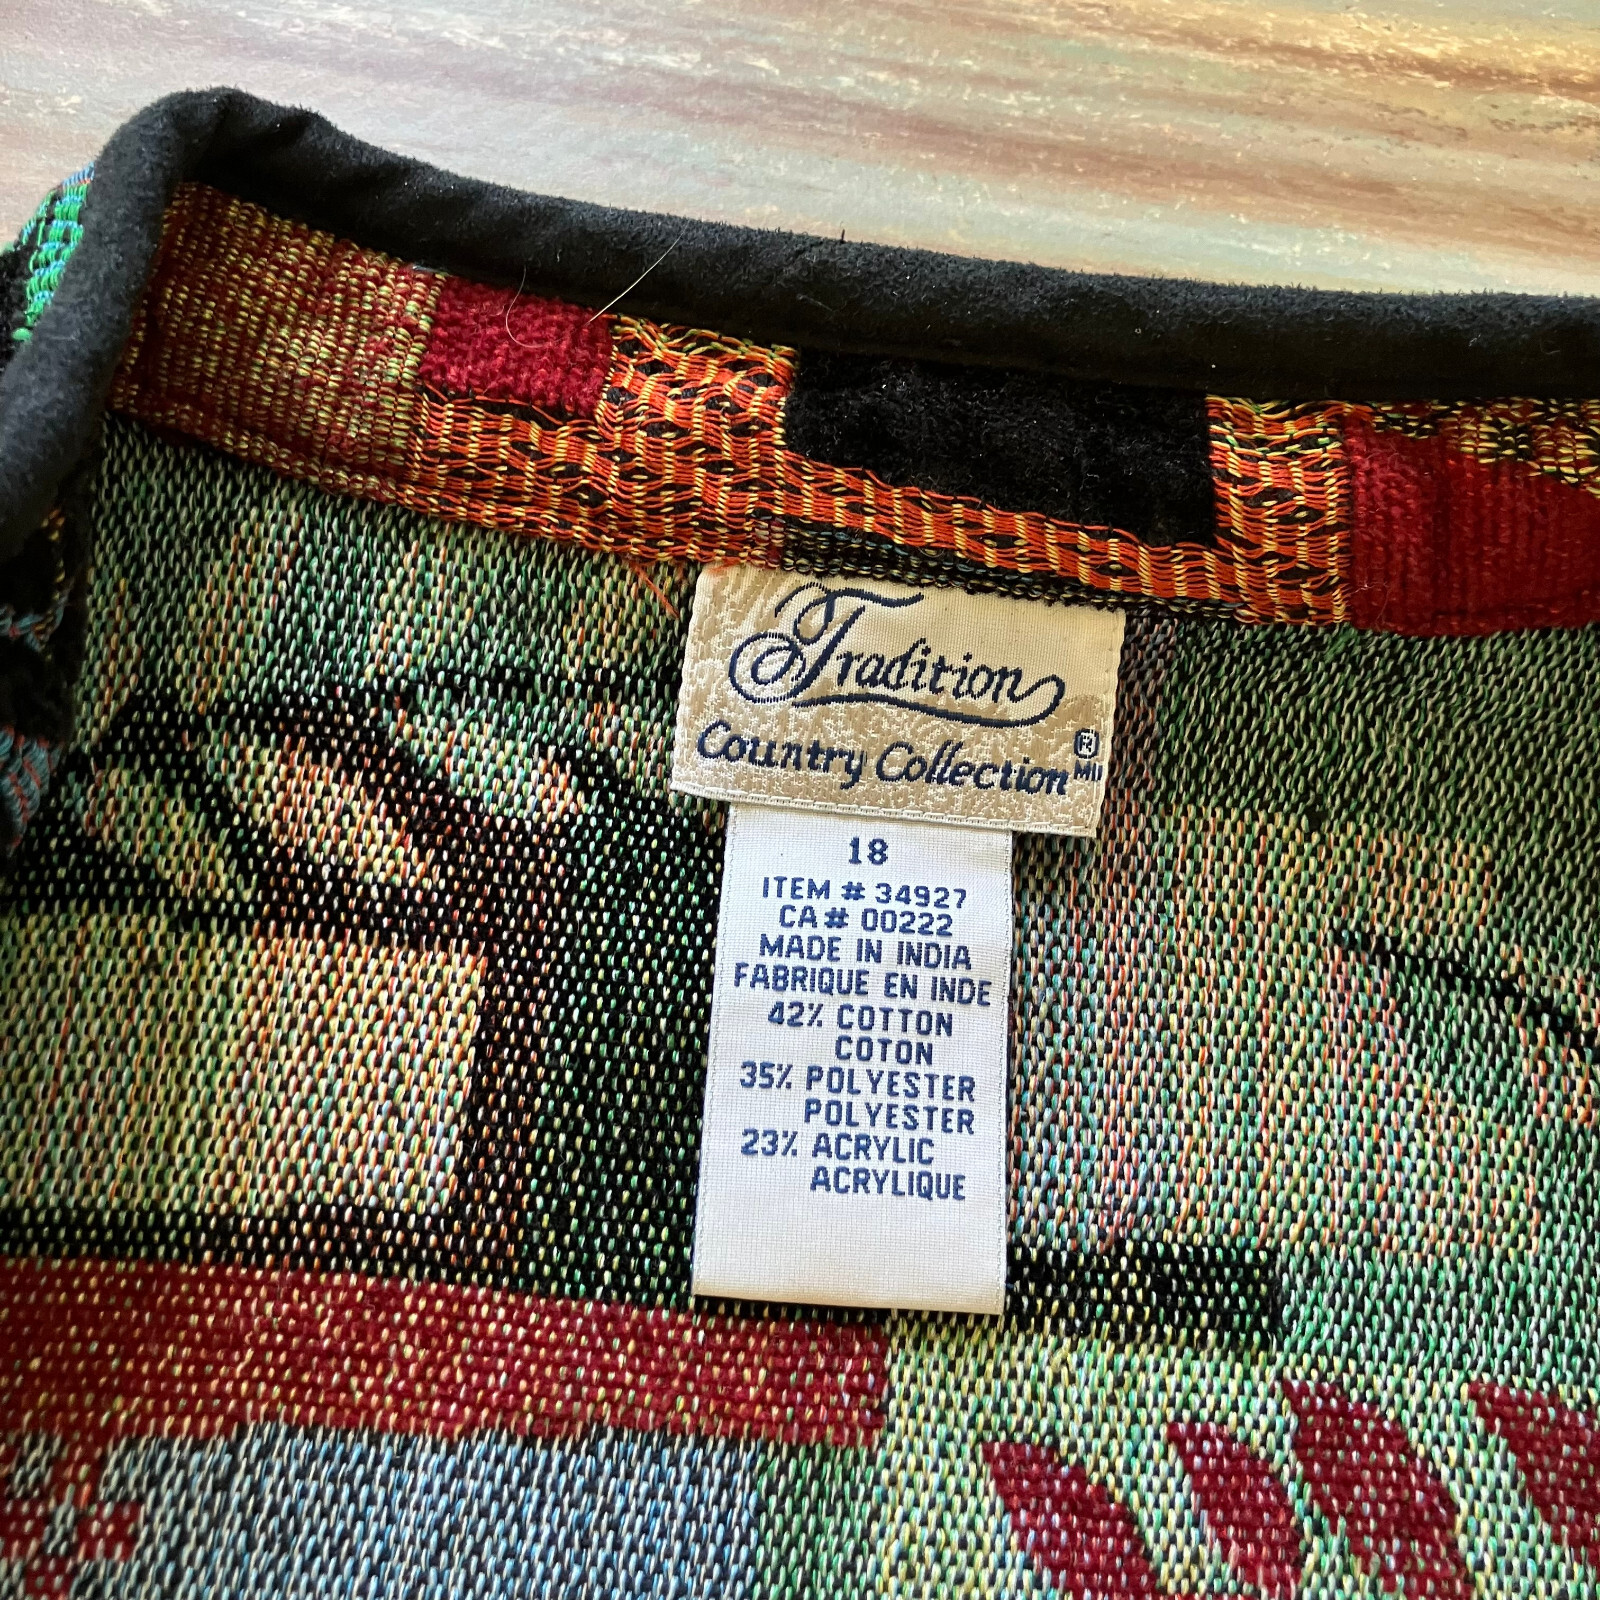 Tradition
Country Collection ®
18
ITEM # 34927
CA# 00222
MADE IN INDIA
FABRIQUE EN INDE
42% COTTON
COTON
35% POLYESTER
POLYESTER
23% ACRYLIC
ACRYLIQUE